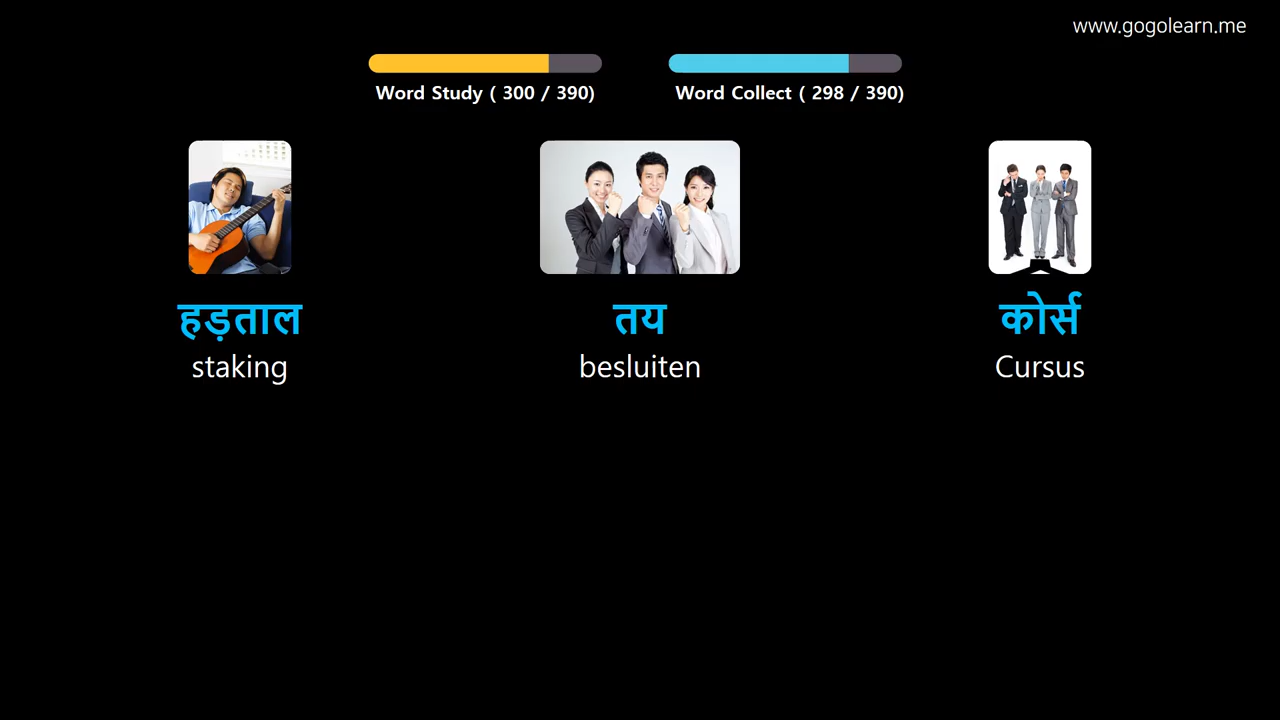 www.gogolearn.me
Word Study ( 300 / 390)
Word Collect ( 298 / 390)
हड़ताल
staking
तय
besluiten
कोर्स
Cursus